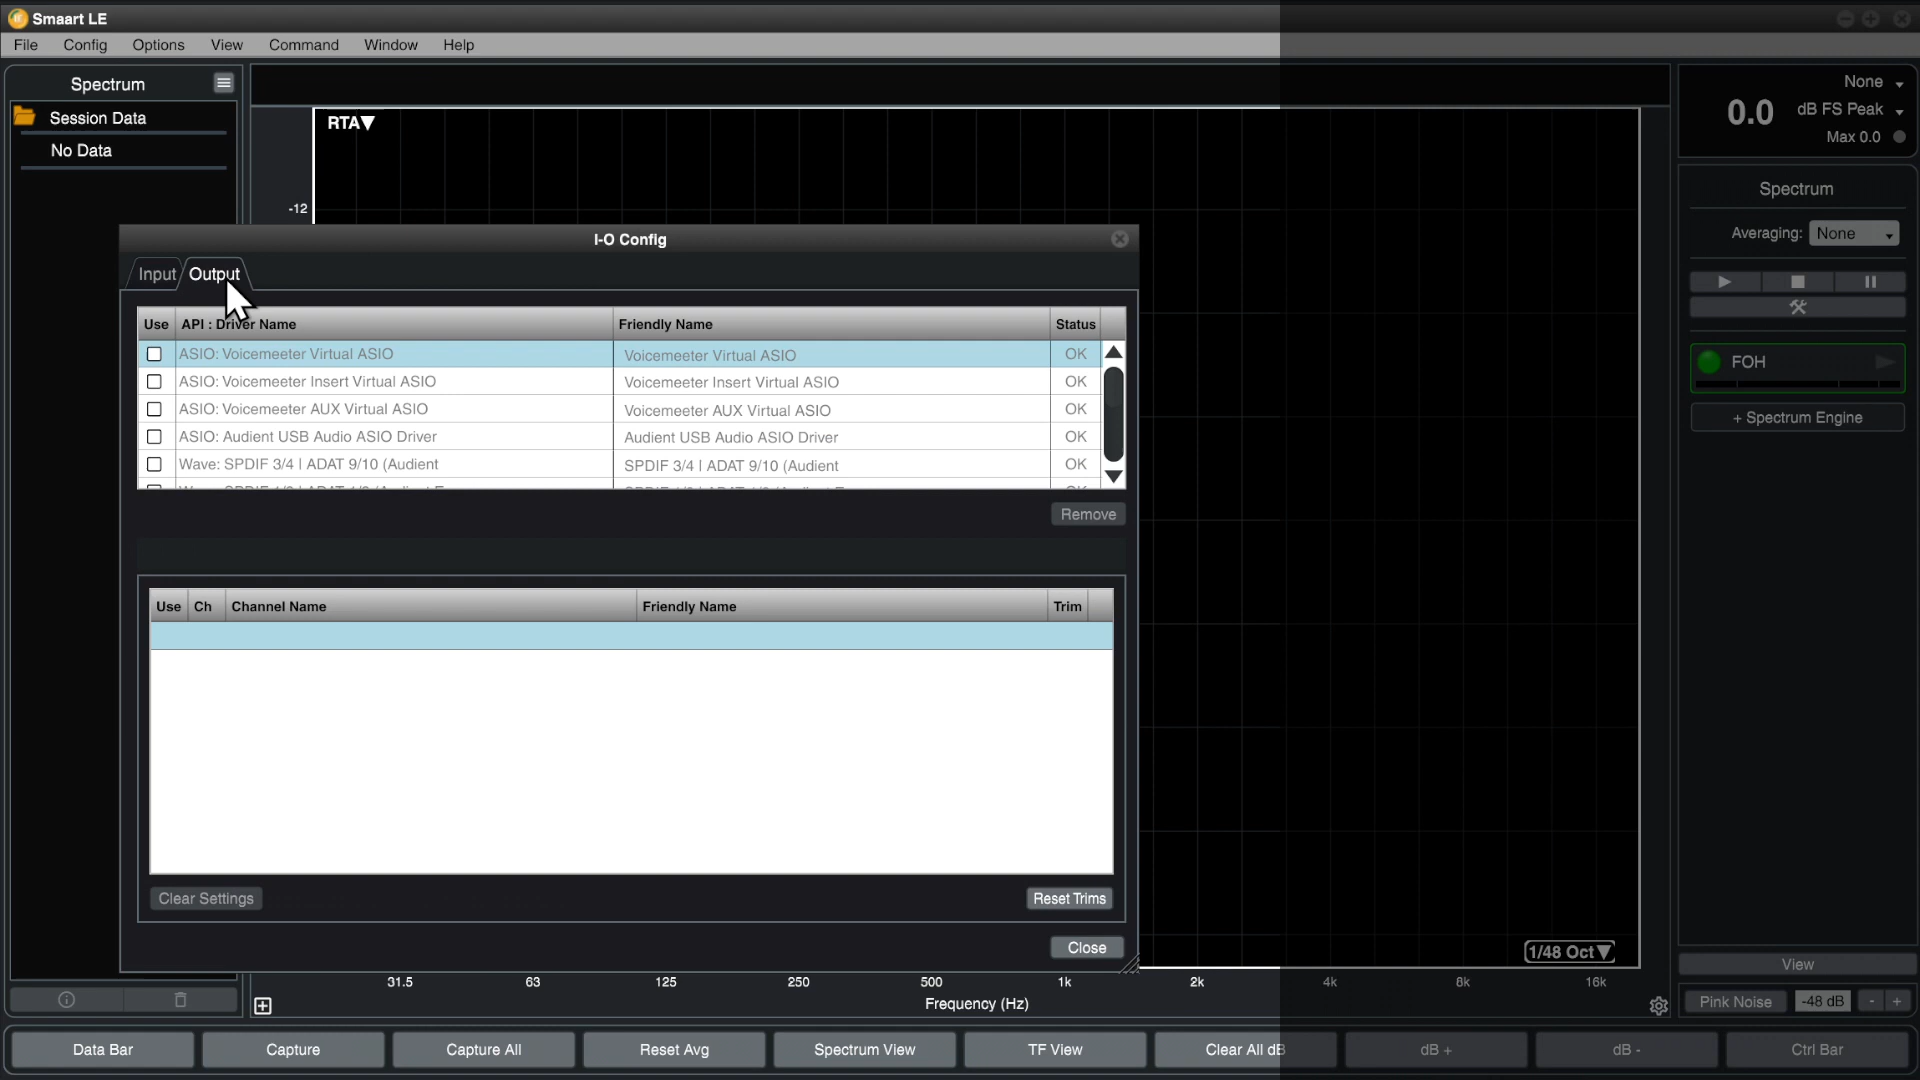 Smaart LE
File Config Options View Command Window Help
Spectrum
Session Data
No Data
RTA▼
-12
I-O Config
Input Output
Use API : Driver Name Friendly Name Status
ASIO: Voicemeeter Virtual ASIO Voicemeeter Virtual ASIO OK
ASIO: Voicemeeter Insert Virtual ASIO Voicemeeter Insert Virtual ASIO OK
ASIO: Voicemeeter AUX Virtual ASIO Voicemeeter AUX Virtual ASIO OK
ASIO: Audient USB Audio ASIO Driver Audient USB Audio ASIO Driver OK
Wave: SPDIF 3/4 | ADAT 9/10 (Audient SPDIF 3/4 | ADAT 9/10 (Audient OK
Remove
Use Ch Channel Name Friendly Name Trim
Clear Settings Reset Trims
Close
31.5 63 125 250 500 1k 2k 4k 8k 16k
Frequency (Hz)
1/48 Oct▼
None
0.0 dB FS Peak
Max 0.0
Spectrum
Averaging: None
FOH
+ Spectrum Engine
View
Pink Noise -48 dB - +
Data Bar Capture Capture All Reset Avg Spectrum View TF View Clear All dB dB + dB - Ctrl Bar